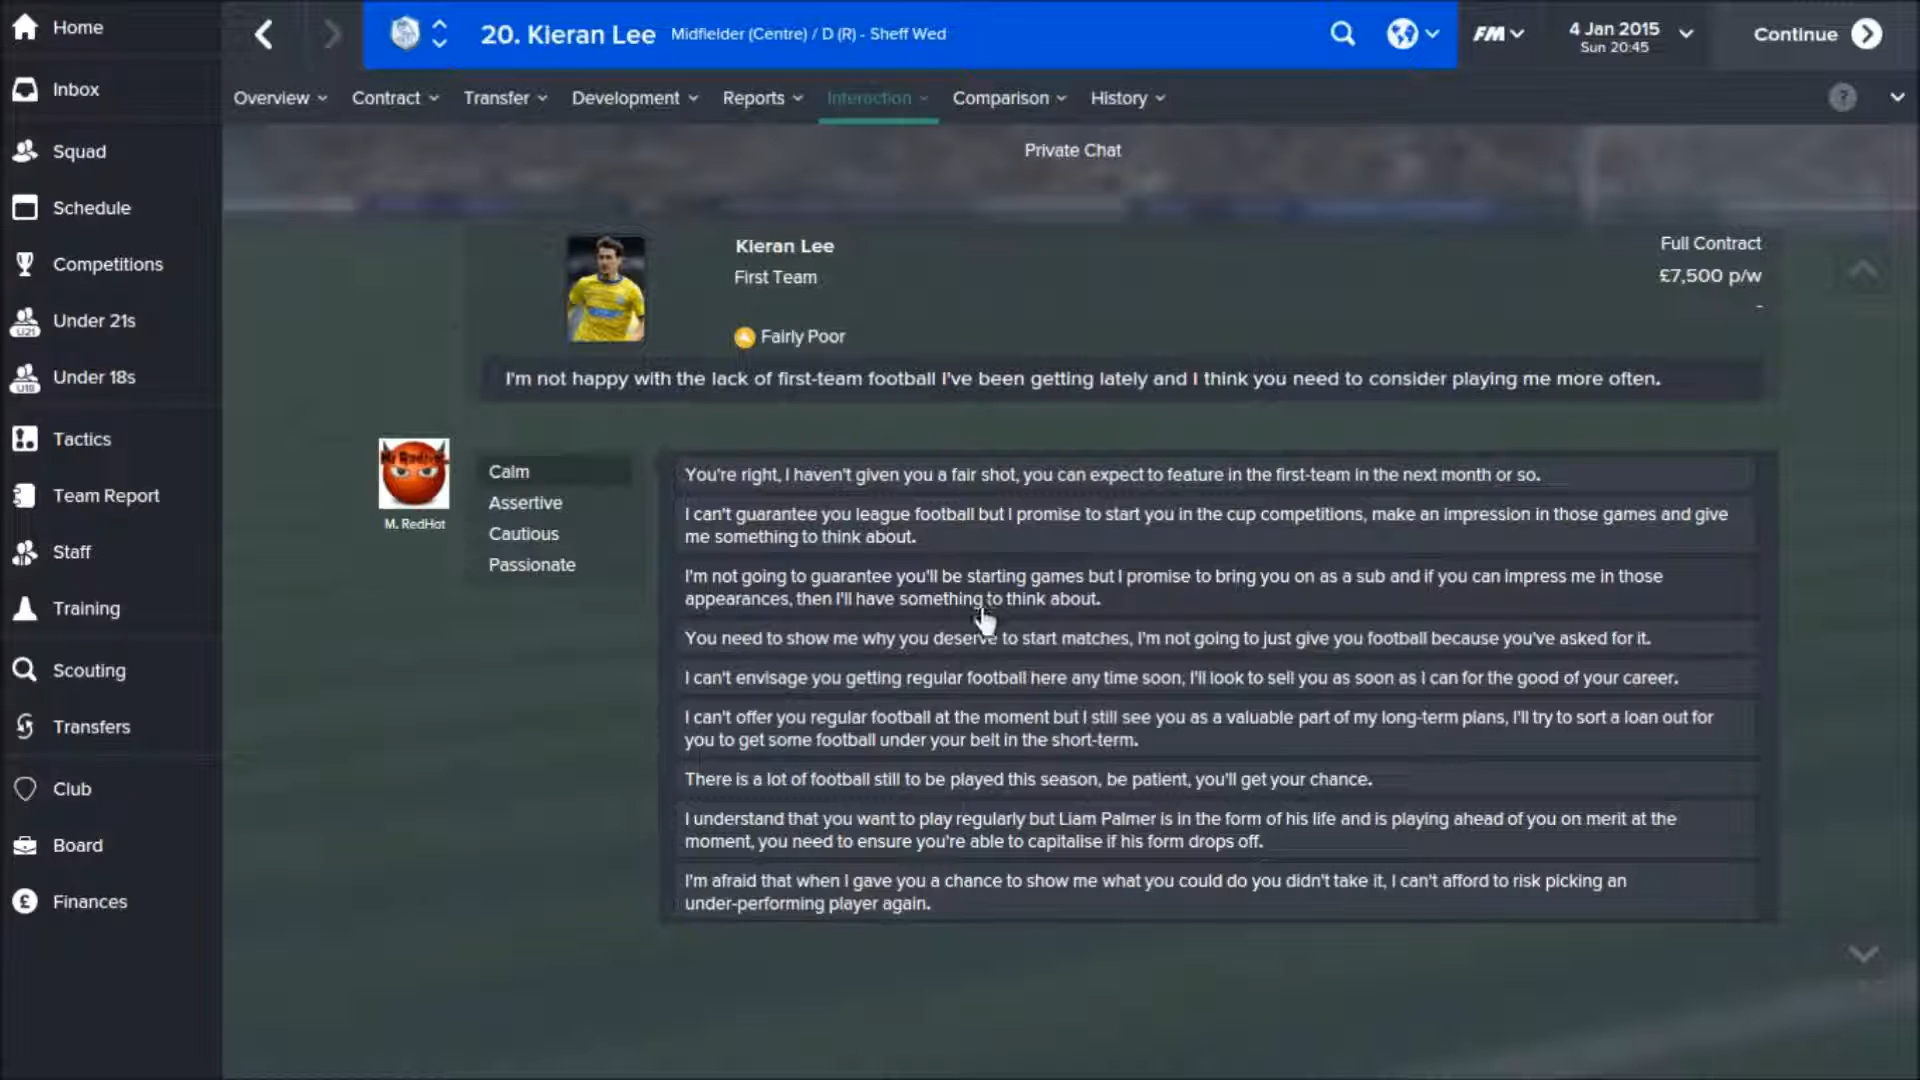 Home
20. Kieran Lee Midfielder (Centre) / D (R) - Sheff Wed
FM
4 Jan 2015
Sun 20:45
Continue
Inbox
Overview Contract Transfer Development Reports Interaction Comparison History
?
Private Chat
Squad
Schedule
Competitions
Under 21s
U21
Under 18s
U18
Tactics
Team Report
Staff
Training
Scouting
Transfers
Club
Board
Finances
Kieran Lee
First Team
Fairly Poor
Full Contract
£7,500 p/w
-
I'm not happy with the lack of first-team football I've been getting lately and I think you need to consider playing me more often.
Mr RedHot
M. RedHot
Calm
Assertive
Cautious
Passionate
You're right, I haven't given you a fair shot, you can expect to feature in the first-team in the next month or so.
I can't guarantee you league football but I promise to start you in the cup competitions, make an impression in those games and give
me something to think about.
I'm not going to guarantee you'll be starting games but I promise to bring you on as a sub and if you can impress me in those
appearances, then I'll have something to think about.
You need to show me why you deserve to start matches, I'm not going to just give you football because you've asked for it.
I can't envisage you getting regular football here any time soon, I'll look to sell you as soon as I can for the good of your career.
I can't offer you regular football at the moment but I still see you as a valuable part of my long-term plans, I'll try to sort a loan out for
you to get some football under your belt in the short-term.
There is a lot of football still to be played this season, be patient, you'll get your chance.
I understand that you want to play regularly but Liam Palmer is in the form of his life and is playing ahead of you on merit at the
moment, you need to ensure you're able to capitalise if his form drops off.
I'm afraid that when I gave you a chance to show me what you could do you didn't take it, I can't afford to risk picking an
under-performing player again.